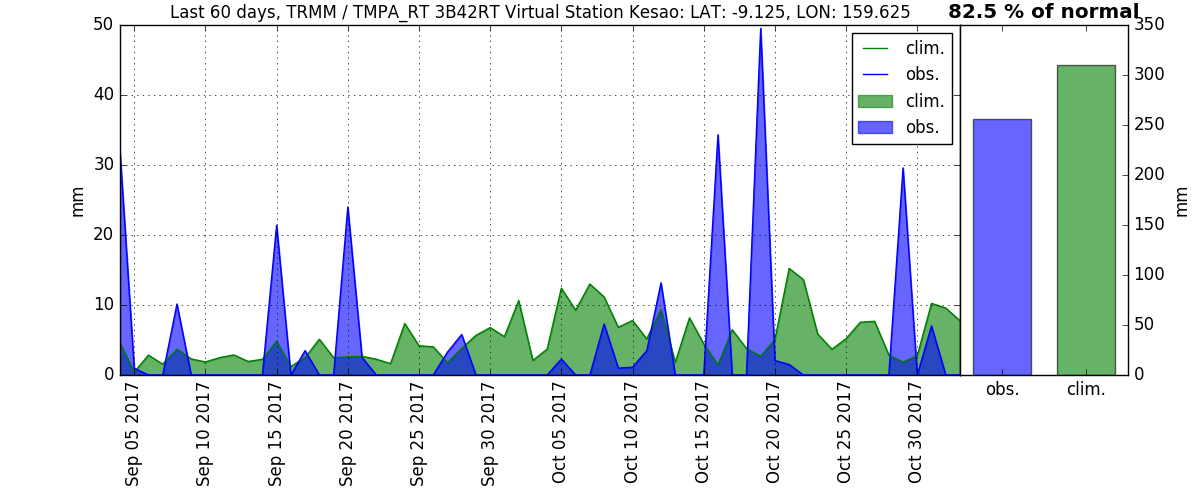 Last 60 days, TRMM / TMPA_RT 3B42RT Virtual Station Kesao: LAT: -9.125, LON: 159.625
82.5 % of normal
50
40
30
20
10
0
mm
clim.
obs.
clim.
obs.
350
300
250
200
150
100
50
0
mm
Sep 05 2017
Sep 10 2017
Sep 15 2017
Sep 20 2017
Sep 25 2017
Sep 30 2017
Oct 05 2017
Oct 10 2017
Oct 15 2017
Oct 20 2017
Oct 25 2017
Oct 30 2017
obs.
clim.